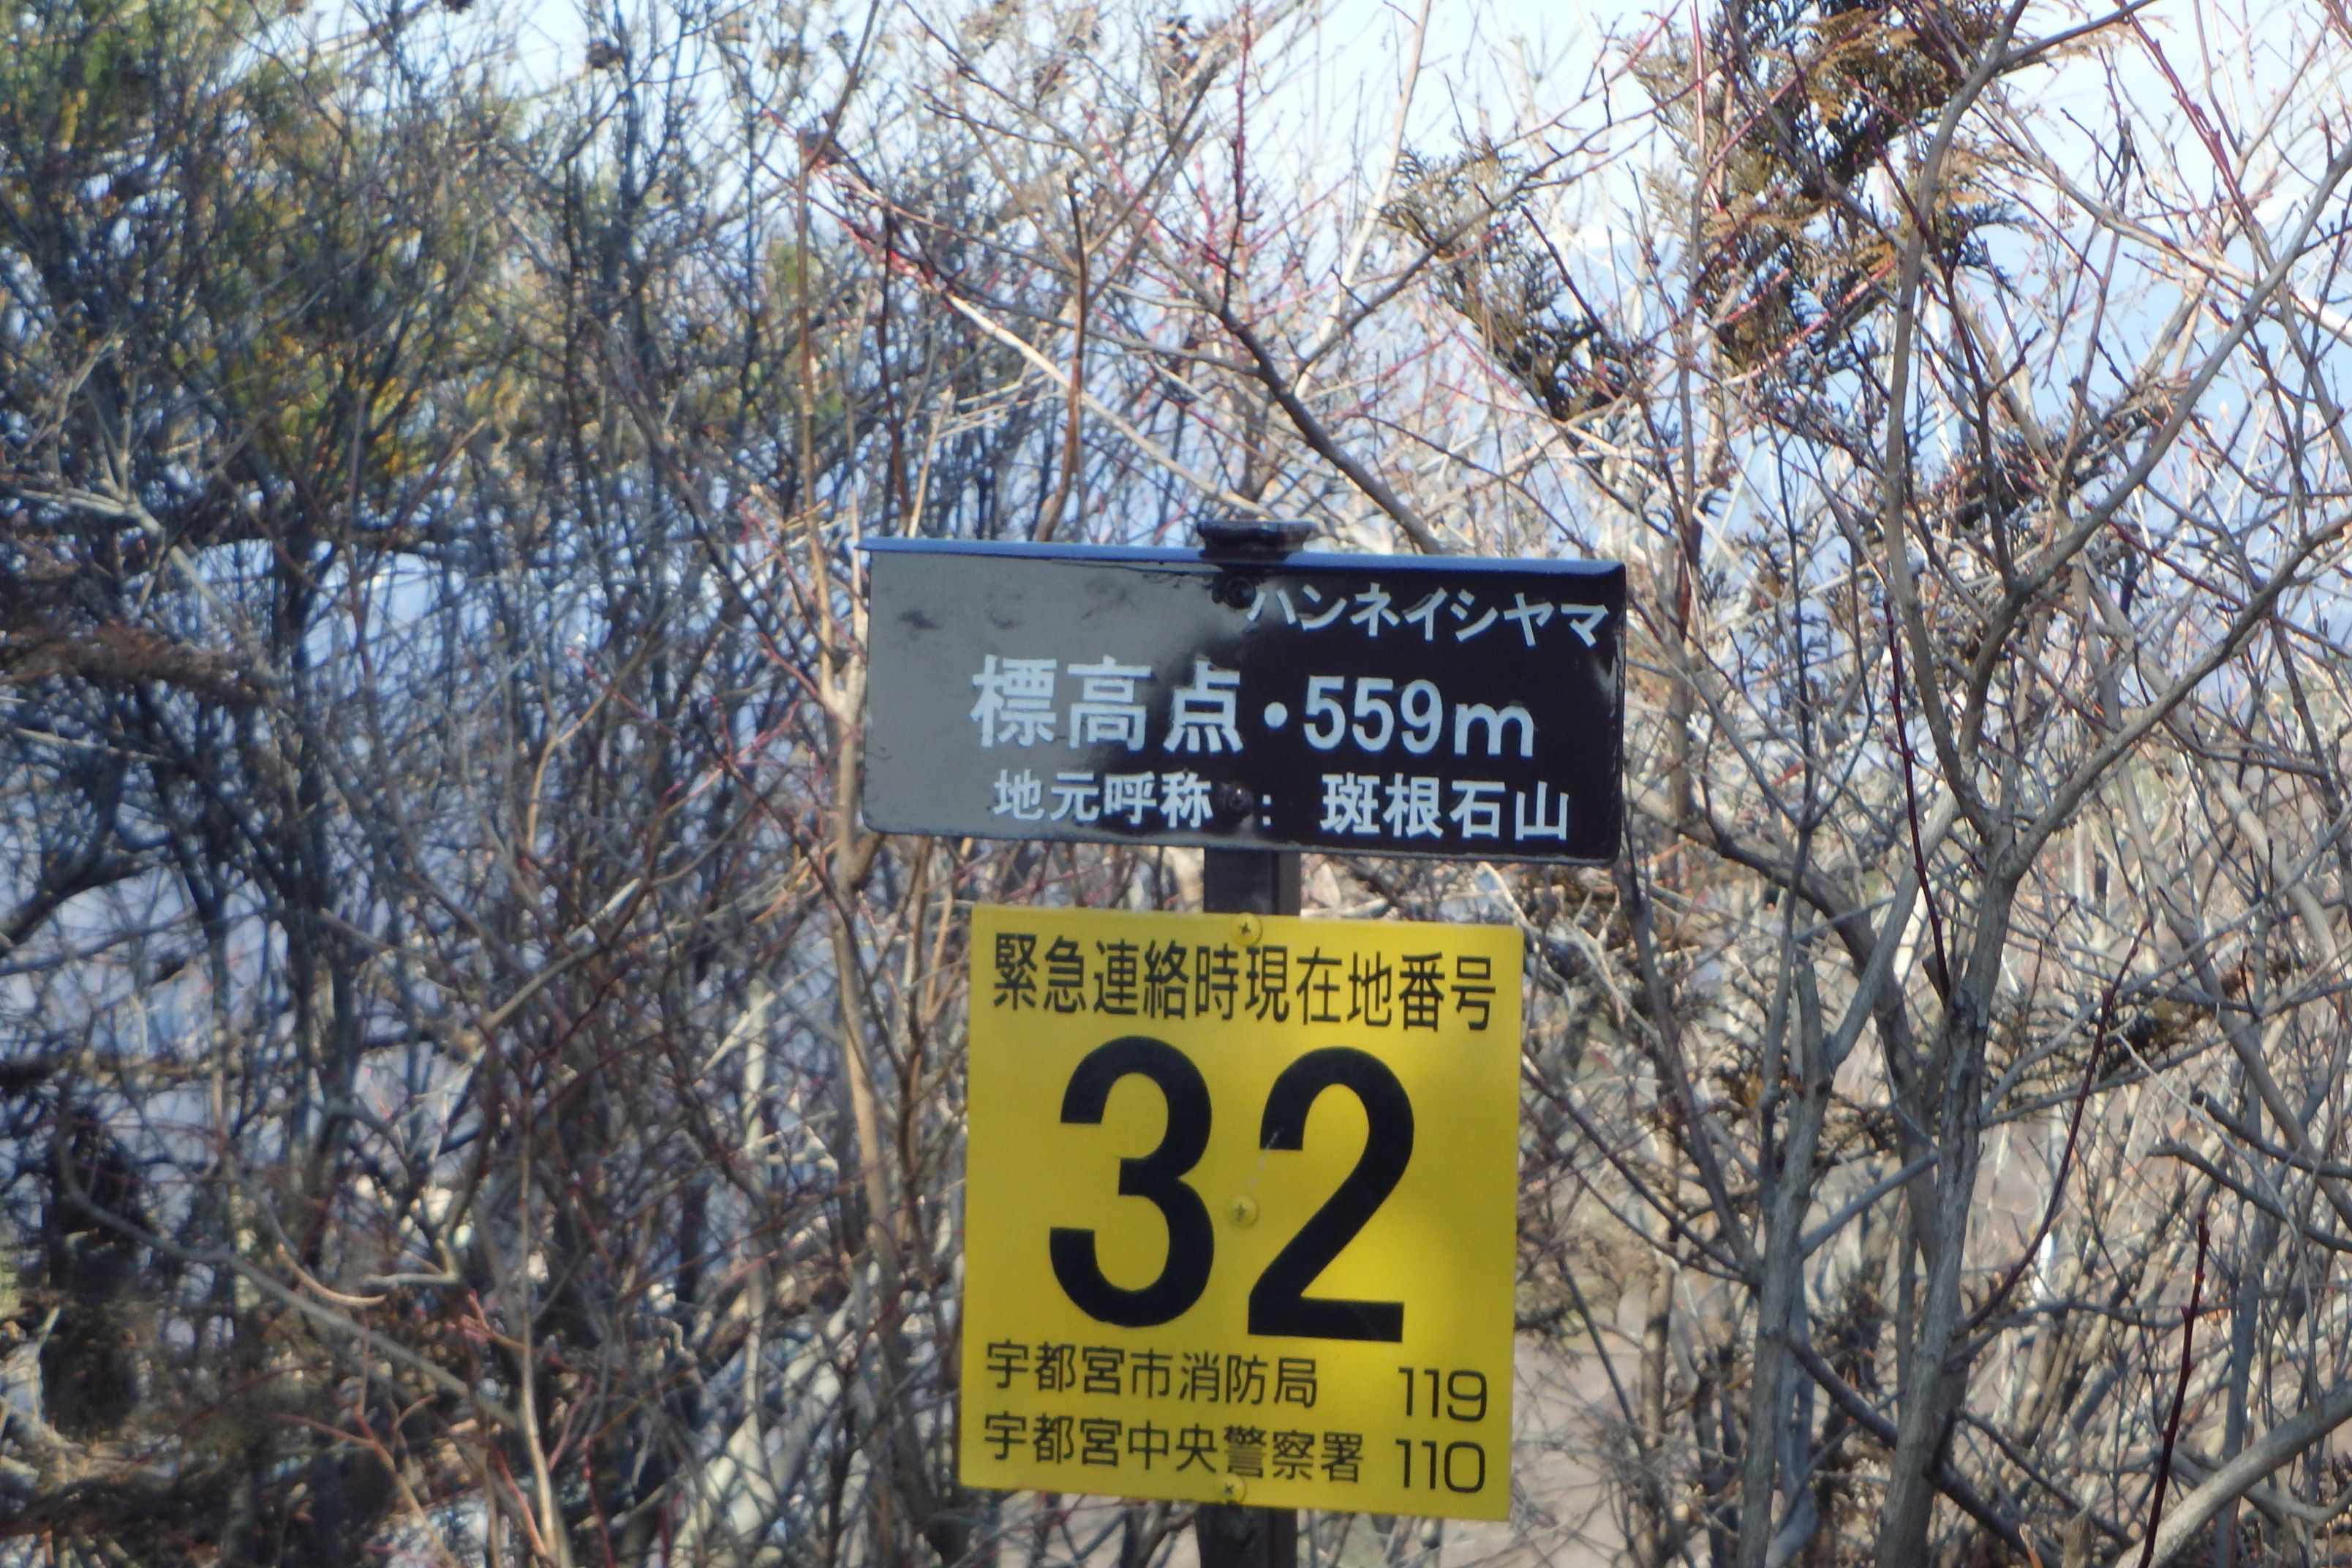 ハンネイシヤマ
標高点・559m
地元呼称 : 斑根石山
緊急連絡時現在地番号
32
宇都宮市消防局 119
宇都宮中央警察署 110